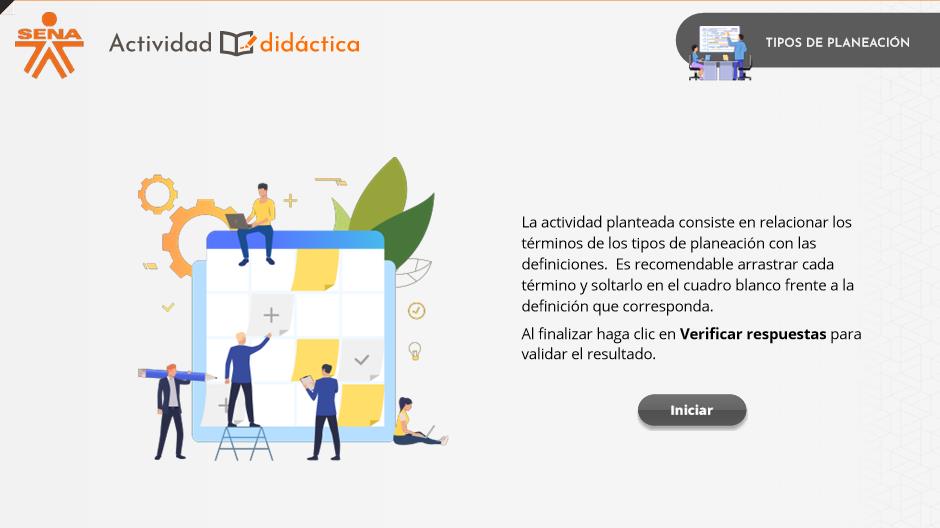 SENA
Actividad didáctica
TIPOS DE PLANEACIÓN
La actividad planteada consiste en relacionar los
términos de los tipos de planeación con las
definiciones. Es recomendable arrastrar cada
término y soltarlo en el cuadro blanco frente a la
definición que corresponda.
Al finalizar haga clic en Verificar respuestas para
validar el resultado.
Iniciar